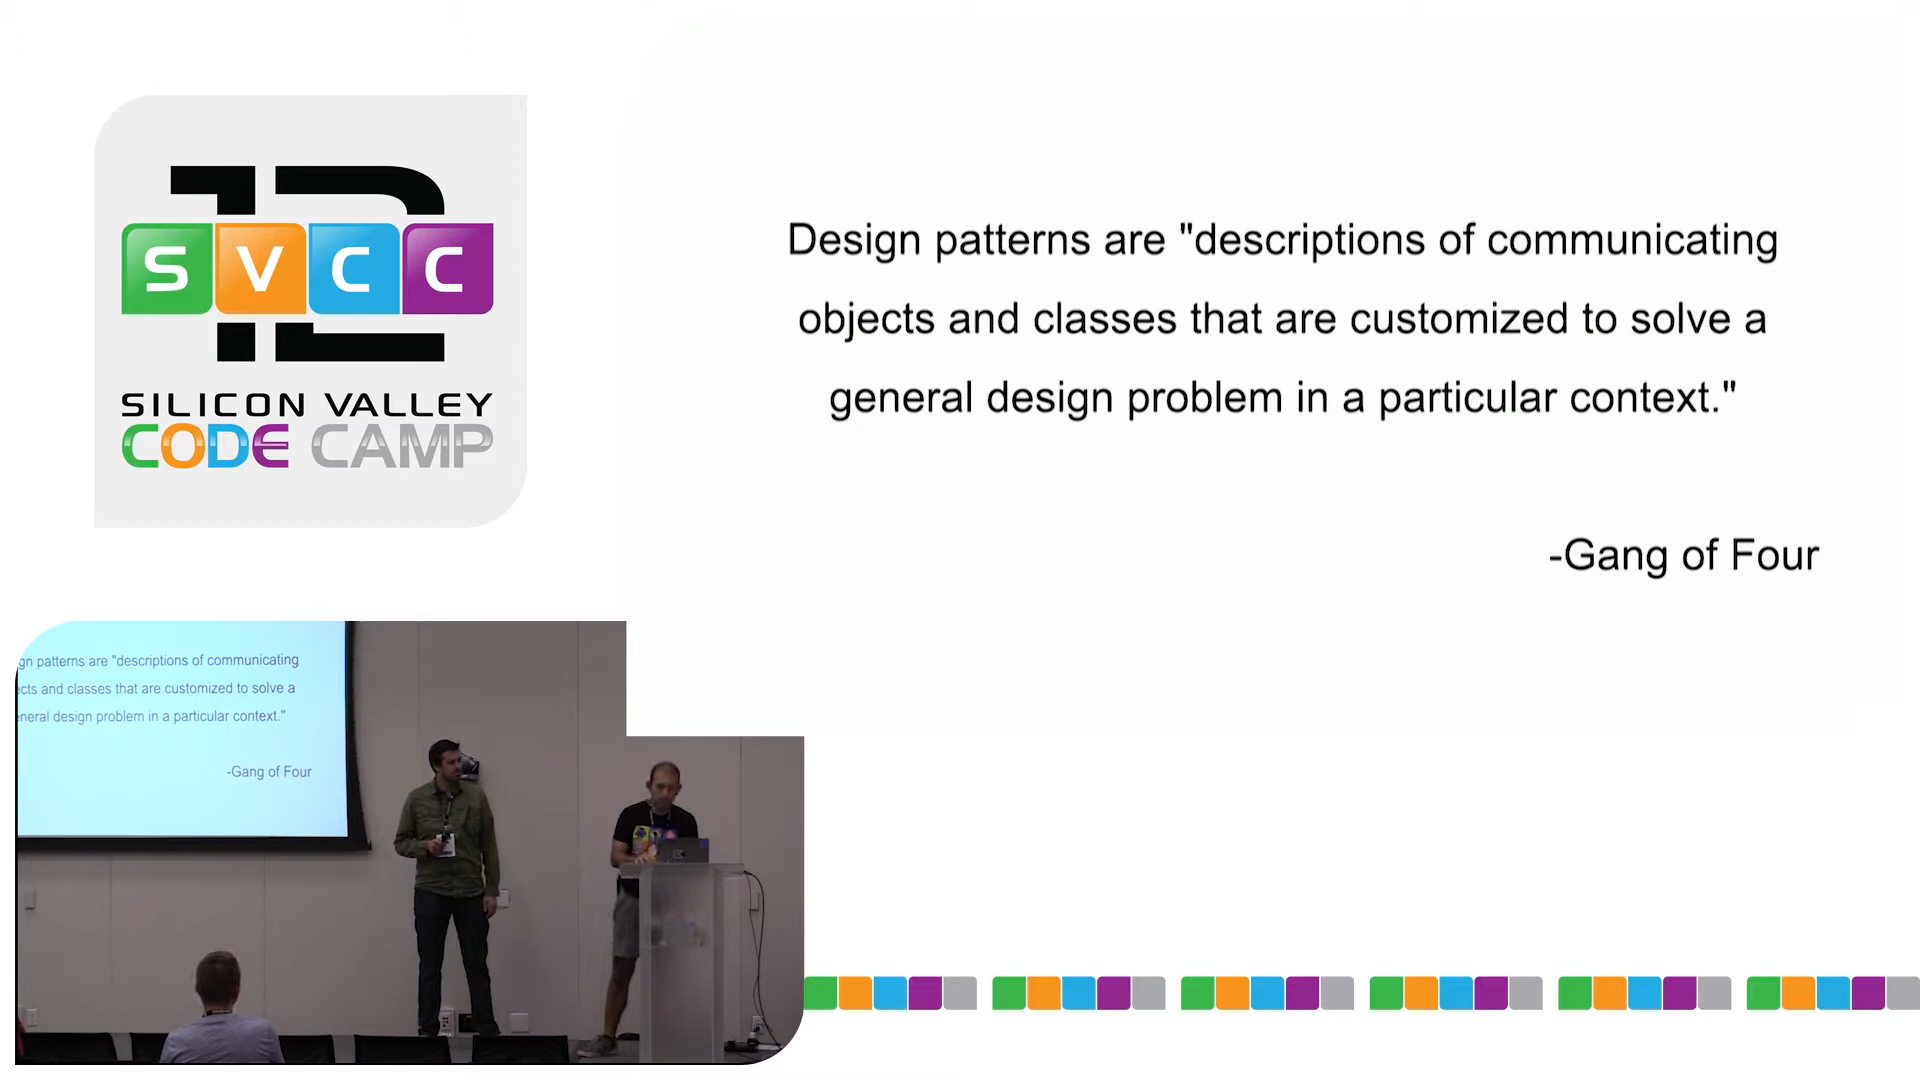 12
SVCC
SILICON VALLEY
CODE CAMP
Design patterns are "descriptions of communicating
objects and classes that are customized to solve a
general design problem in a particular context."
-Gang of Four
gn patterns are "descriptions of communicating
cts and classes that are customized to solve a
neral design problem in a particular context."
-Gang of Four